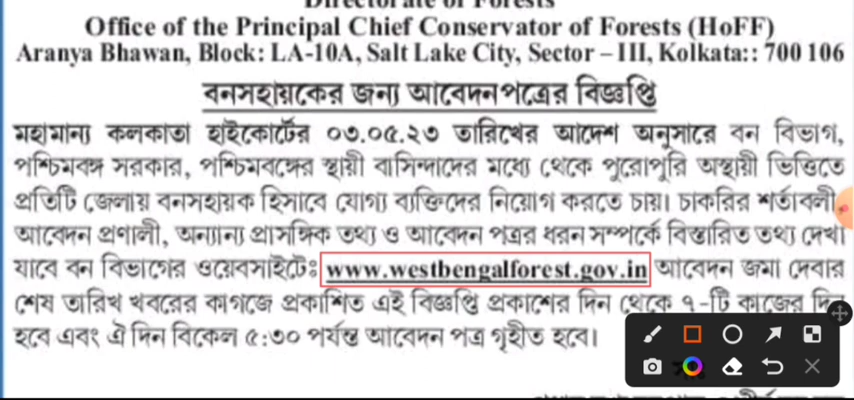 Directorate of Forests
Office of the Principal Chief Conservator of Forests (HoFF)
Aranya Bhawan, Block: LA-10A, Salt Lake City, Sector – III, Kolkata:: 700 106
বনসহায়কের জন্য আবেদনপত্রের বিজ্ঞপ্তি
মহামান্য কলকাতা হাইকোর্টের ০৩.০৫.২৩ তারিখের আদেশ অনুসারে বন বিভাগ,
পশ্চিমবঙ্গ সরকার, পশ্চিমবঙ্গের স্থায়ী বাসিন্দাদের মধ্যে থেকে পুরোপুরি অস্থায়ী ভিত্তিতে
প্রতিটি জেলায় বনসহায়ক হিসাবে যোগ্য ব্যক্তিদের নিয়োগ করতে চায়। চাকরির শর্তাবলী,
আবেদন প্রণালী, অন্যান্য প্রাসঙ্গিক তথ্য ও আবেদন পত্রর ধরন সম্পর্কে বিস্তারিত তথ্য দেখা
যাবে বন বিভাগের ওয়েবসাইটেঃ www.westbengalforest.gov.in আবেদন জমা দেবার
শেষ তারিখ খবরের কাগজে প্রকাশিত এই বিজ্ঞপ্তি প্রকাশের দিন থেকে ৭-টি কাজের দিন
হবে এবং ঐ দিন বিকেল ৫:৩০ পর্যন্ত আবেদন পত্র গৃহীত হবে।